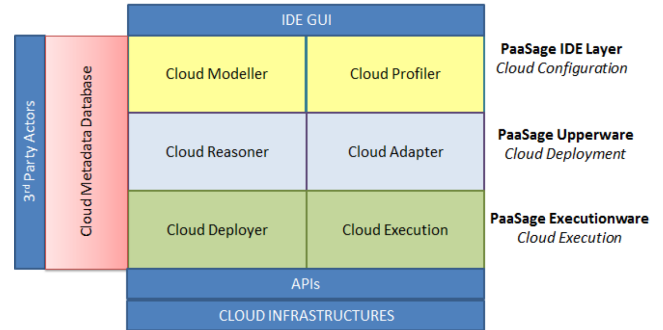 IDE GUI
3rd Party Actors
Cloud Metadata Database
Cloud Modeller
Cloud Profiler
PaaSage IDE Layer
Cloud Configuration
Cloud Reasoner
Cloud Adapter
PaaSage Upperware
Cloud Deployment
Cloud Deployer
Cloud Execution
PaaSage Executionware
Cloud Execution
APIs
CLOUD INFRASTRUCTURES